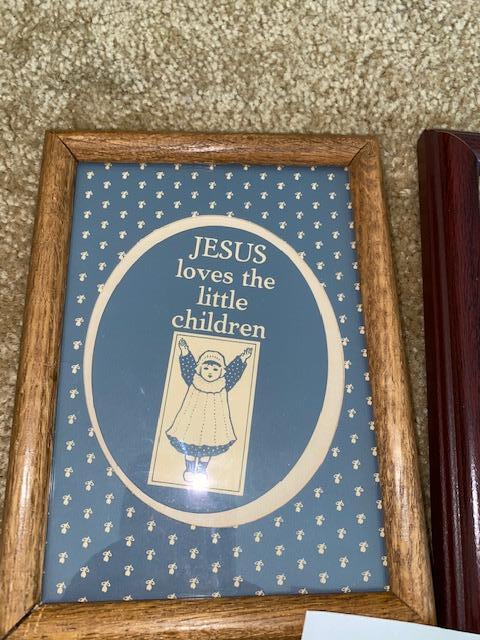 JESUS
loves the
little
children